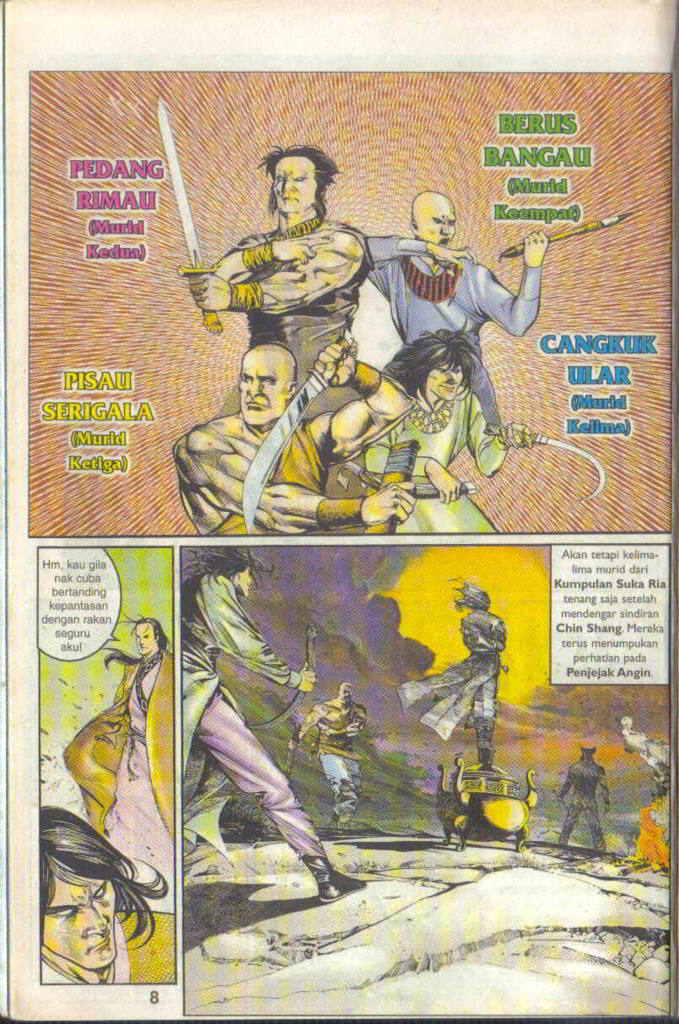 PEDANG
RIMAU
(Murid
Kedua)
BERUS
BANGAU
(Murid
Keempat)
PISAU
SERIGALA
(Murid
Ketiga)
CANGKUK
ULAR
(Murid
Kelima)
Hm, kau gila
nak cuba
bertanding
kepantasan
dengan rakan
seguru
aku!
Akan tetapi kelima-
lima murid dari
Kumpulan Suka Ria
tenang saja setelah
mendengar sindiran
Chin Shang. Mereka
terus menumpukan
perhatian pada
Penjejak Angin.
8